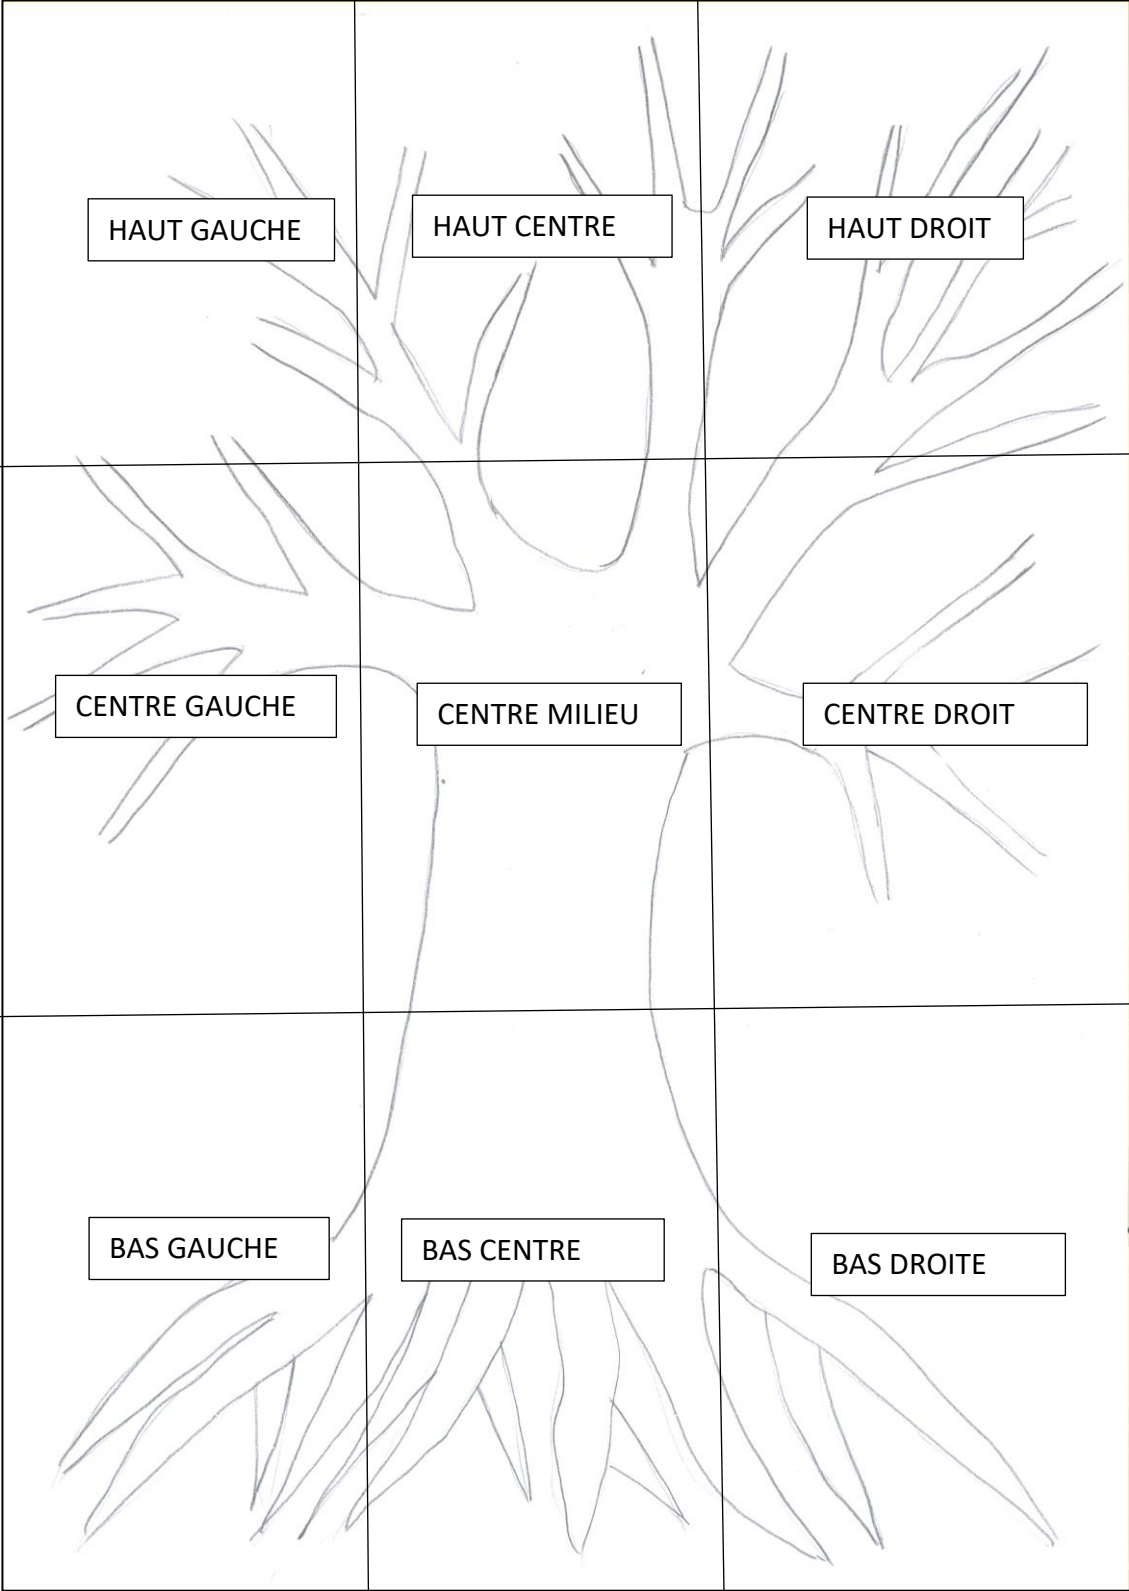 HAUT GAUCHE
HAUT CENTRE
HAUT DROIT
CENTRE GAUCHE
CENTRE MILIEU
CENTRE DROIT
BAS GAUCHE
BAS CENTRE
BAS DROITE